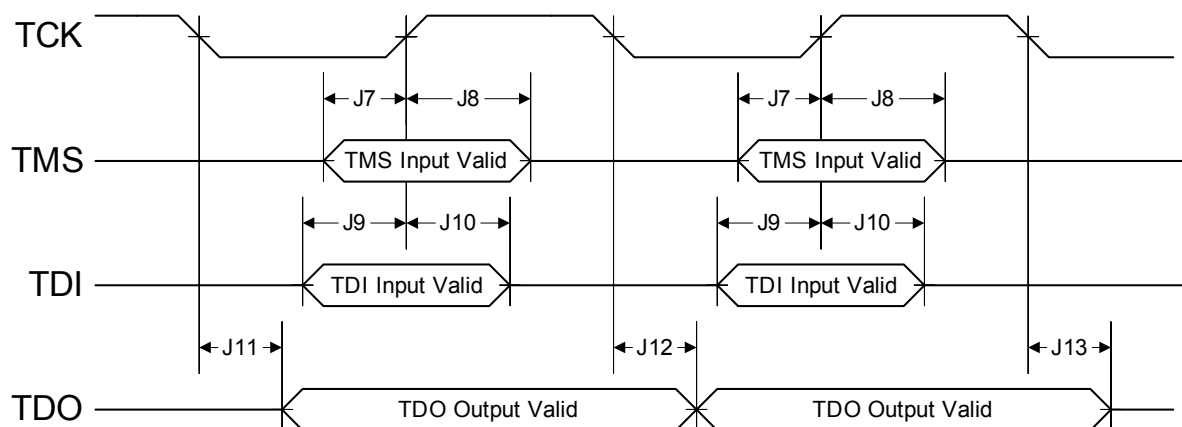 TCK
J7 J8 J7 J8
TMS TMS Input Valid TMS Input Valid
J9 J10 J9 J10
TDI TDI Input Valid TDI Input Valid
J11 J12 J13
TDO TDO Output Valid TDO Output Valid